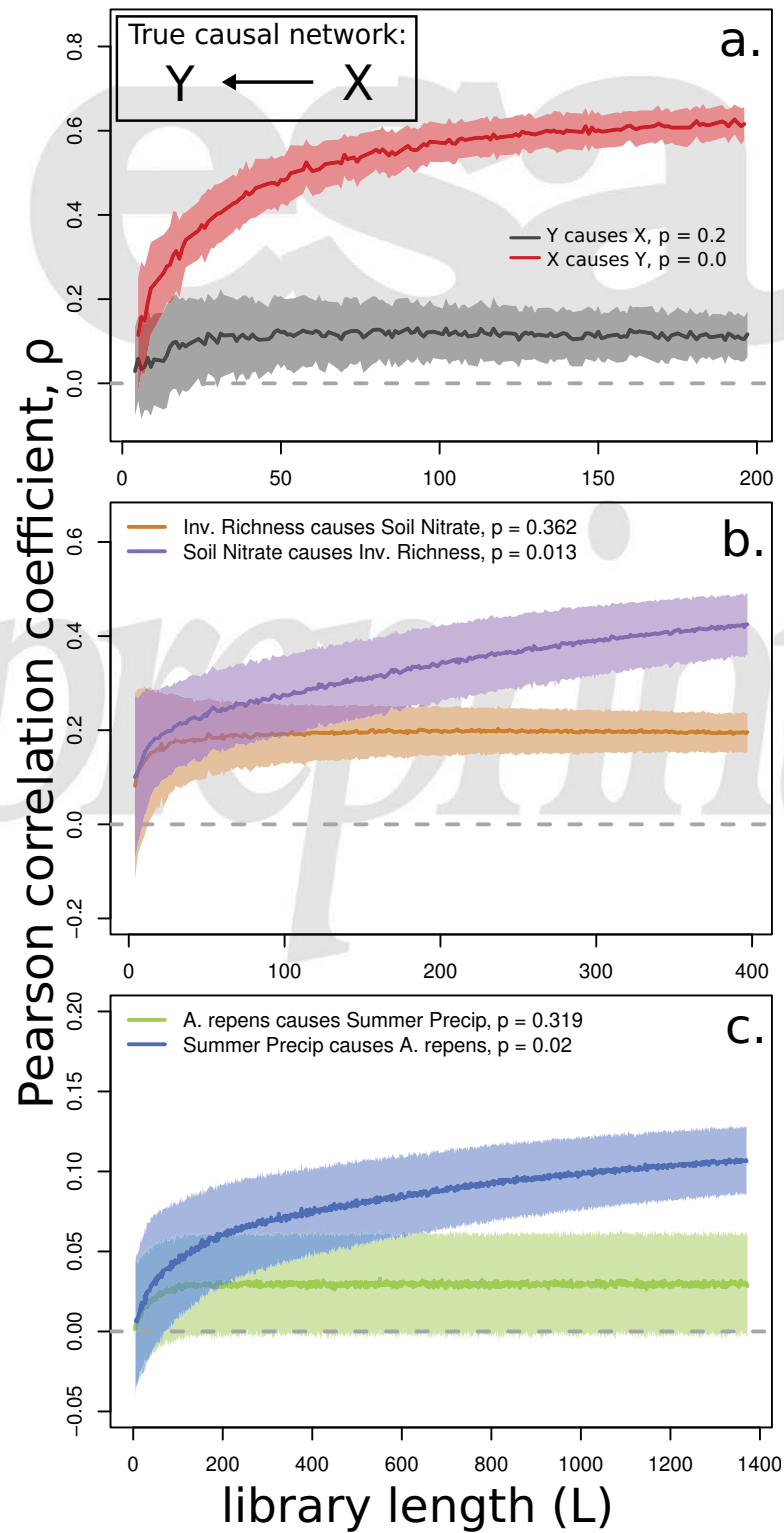 True causal network:
a.
Y X
0.8
0.6
0.4
0.2
0.0
Y causes X, p = 0.2
X causes Y, p = 0.0
0 50 100 150 200
Inv. Richness causes Soil Nitrate, p = 0.362
Soil Nitrate causes Inv. Richness, p = 0.013
b.
0.6
0.4
0.2
0.0
−0.2
0 100 200 300 400
A. repens causes Summer Precip, p = 0.319
Summer Precip causes A. repens, p = 0.02
c.
0.20
0.15
0.10
0.05
0.00
−0.05
0 200 400 600 800 1000 1200 1400
Pearson correlation coefficient, ρ
library length (L)
esa
preprint